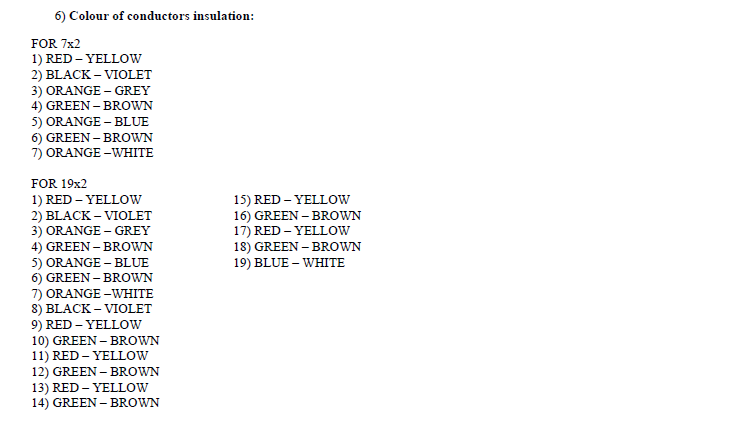 6) Colour of conductors insulation:
FOR 7x2
1) RED – YELLOW
2) BLACK – VIOLET
3) ORANGE – GREY
4) GREEN – BROWN
5) ORANGE – BLUE
6) GREEN – BROWN
7) ORANGE –WHITE
FOR 19x2
1) RED – YELLOW
2) BLACK – VIOLET
3) ORANGE – GREY
4) GREEN – BROWN
5) ORANGE – BLUE
6) GREEN – BROWN
7) ORANGE –WHITE
8) BLACK – VIOLET
9) RED – YELLOW
10) GREEN – BROWN
11) RED – YELLOW
12) GREEN – BROWN
13) RED – YELLOW
14) GREEN – BROWN
15) RED – YELLOW
16) GREEN – BROWN
17) RED – YELLOW
18) GREEN – BROWN
19) BLUE – WHITE